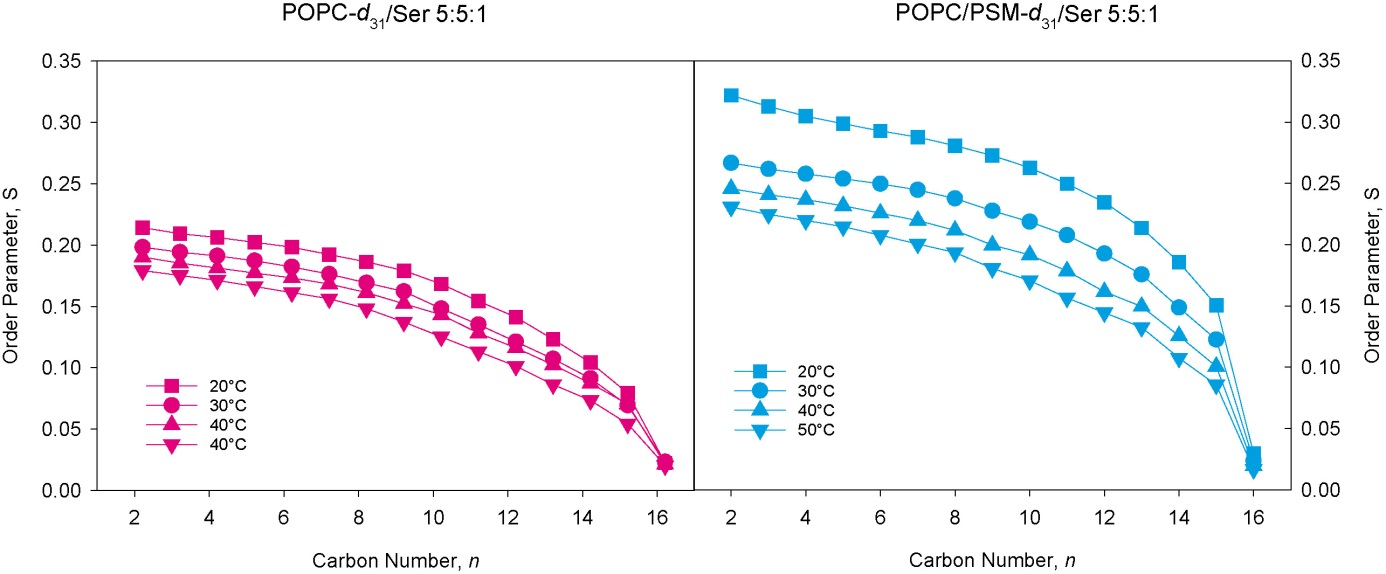 POPC-d31/Ser 5:5:1
POPC/PSM-d31/Ser 5:5:1
0.35
0.30
0.25
0.20
0.15
0.10
0.05
0.00
Order Parameter, S
20°C
30°C
40°C
40°C
2 4 6 8 10 12 14 16
Carbon Number, n
20°C
30°C
40°C
50°C
2 4 6 8 10 12 14 16
Carbon Number, n
0.35
0.30
0.25
0.20
0.15
0.10
0.05
0.00
Order Parameter, S